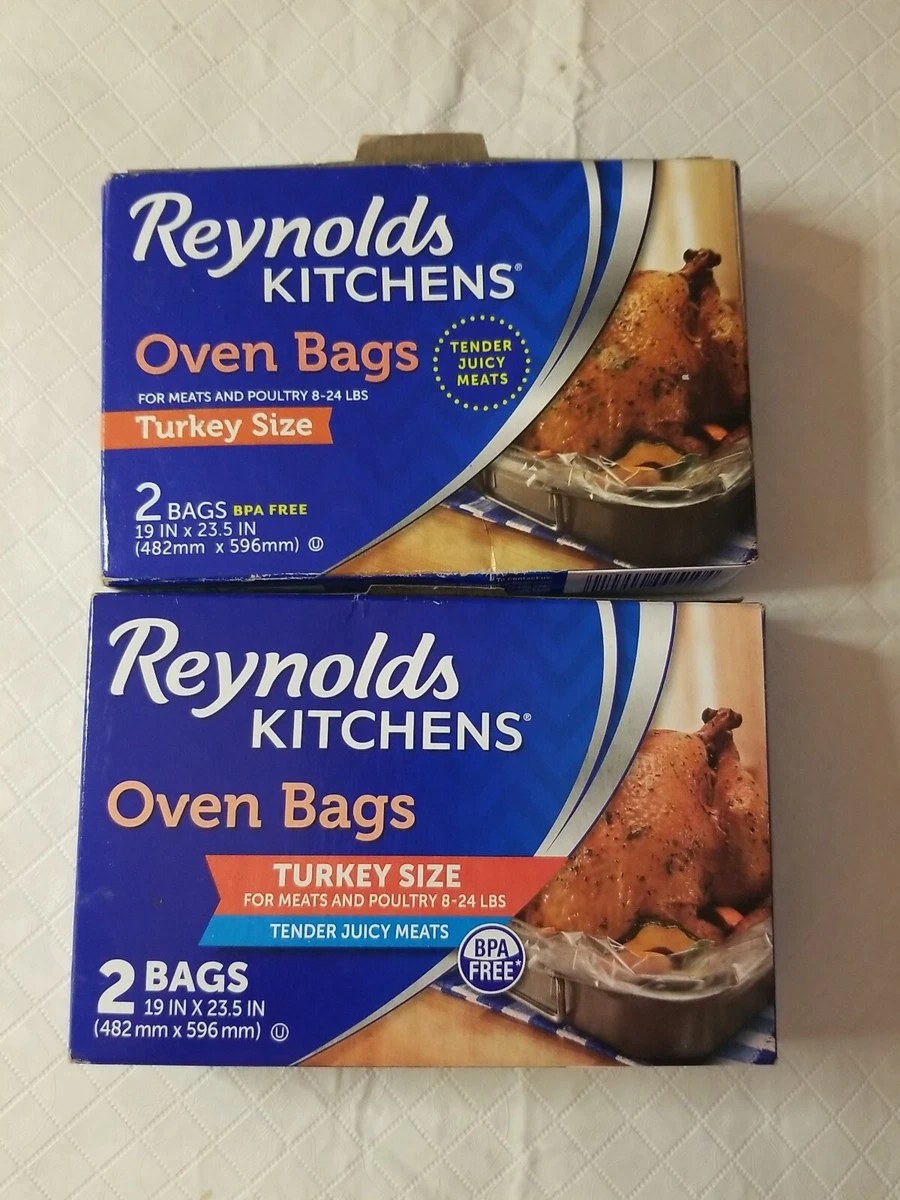 Reynolds
KITCHENS®
Oven Bags
TENDER
JUICY
MEATS
FOR MEATS AND POULTRY 8-24 LBS
Turkey Size
2 BAGS BPA FREE
19 IN x 23.5 IN
(482mm x 596mm) U
Reynolds
KITCHENS®
Oven Bags
TURKEY SIZE
FOR MEATS AND POULTRY 8-24 LBS
TENDER JUICY MEATS
BPA
FREE*
2 BAGS
19 IN X 23.5 IN
(482 mm x 596 mm) U